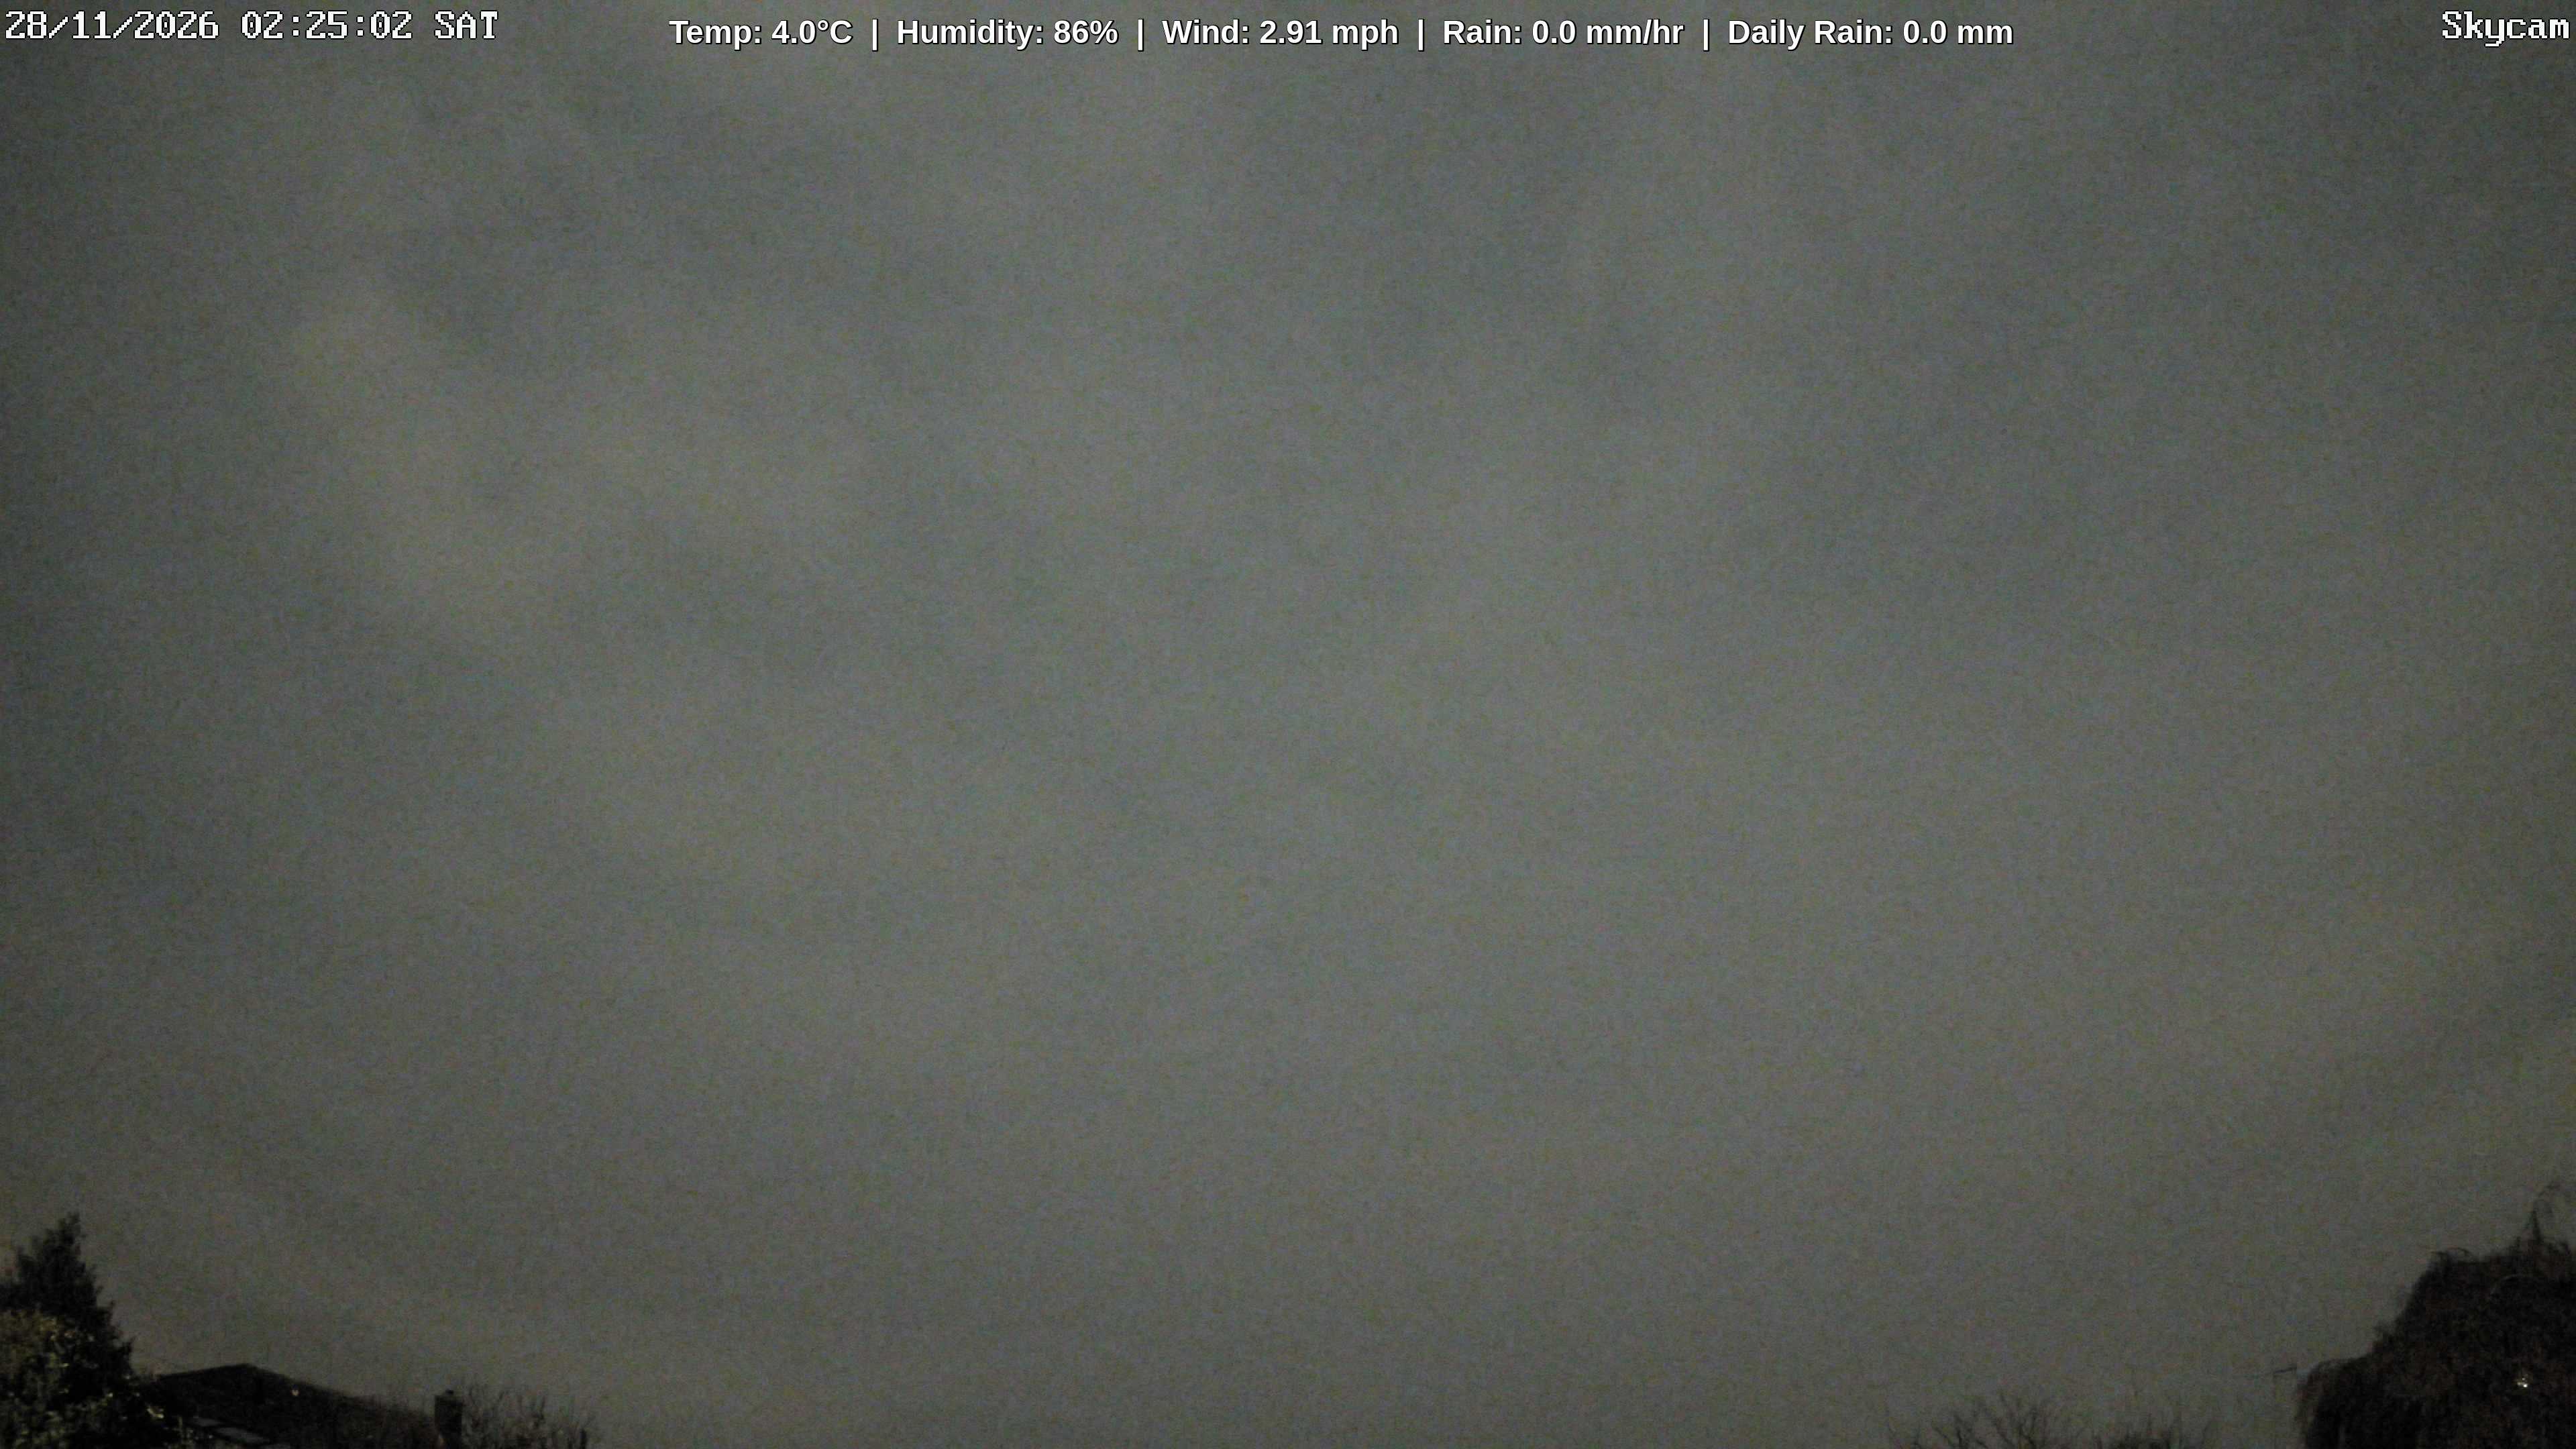 28/11/2026 02:25:02 SAT
Temp: 4.0°C | Humidity: 86% | Wind: 2.91 mph | Rain: 0.0 mm/hr | Daily Rain: 0.0 mm
Skycam